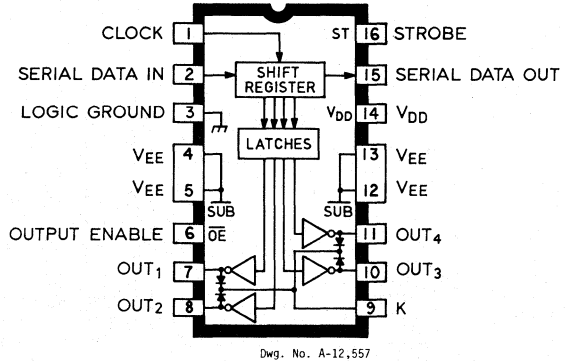 CLOCK 1 ST 16 STROBE
SERIAL DATA IN 2 SHIFT REGISTER 15 SERIAL DATA OUT
LOGIC GROUND 3 VDD 14 VDD
LATCHES
VEE 4 13 VEE
VEE 5 12 VEE
SUB SUB
OUTPUT ENABLE 6 OE 11 OUT4
OUT1 7 10 OUT3
OUT2 8 9 K
Dwg. No. A-12,557